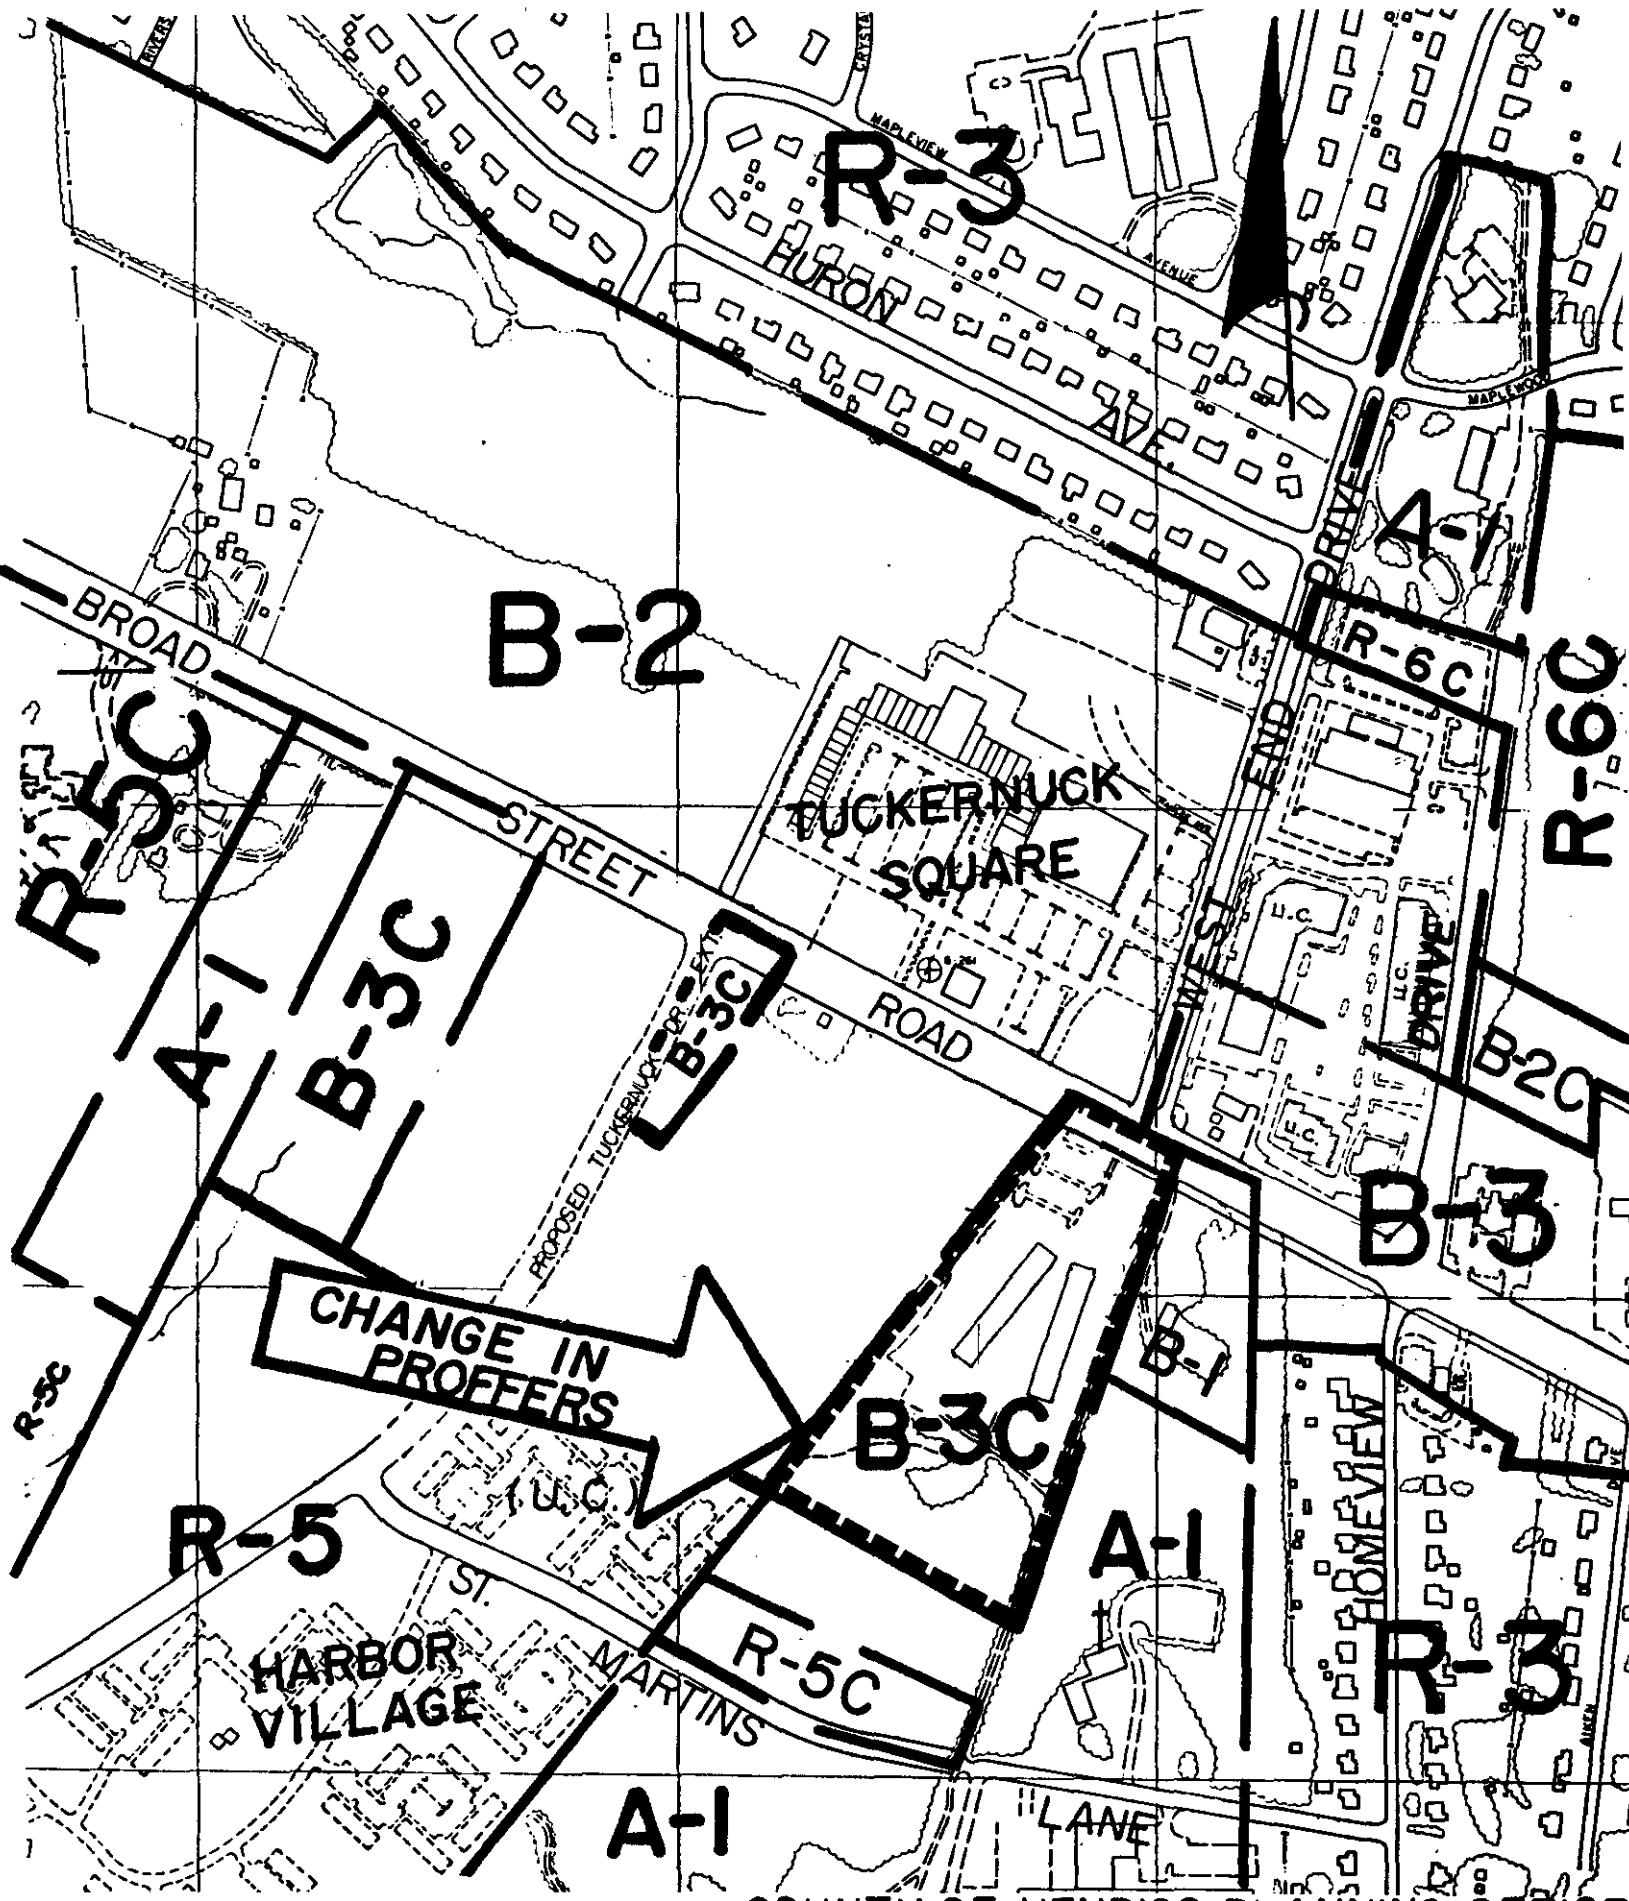 R-3
MAPLEVIEW
AVENUE
HURON
AVE.
MAPLEWOOD
A-1
DRIVE
B-2
BROAD
ST
R-6C
R-6C
END
R-5C
STREET
TUCKERNUCK
SQUARE
WEST
U.C.
U.C.
DRIVE
B-3C
A-1
ROAD
B-3C
B-2C
PROPOSED TUCKERNUCK DR. EXT.
U.C.
B-3
B-1
CHANGE IN
PROFFERS
R-5C
B-3C
HOMEVIEW
(U.C.)
R-5
A-1
ST.
HARBOR
VILLAGE
MARTINS
R-5C
R-3
AIKEN
A-1
LANE